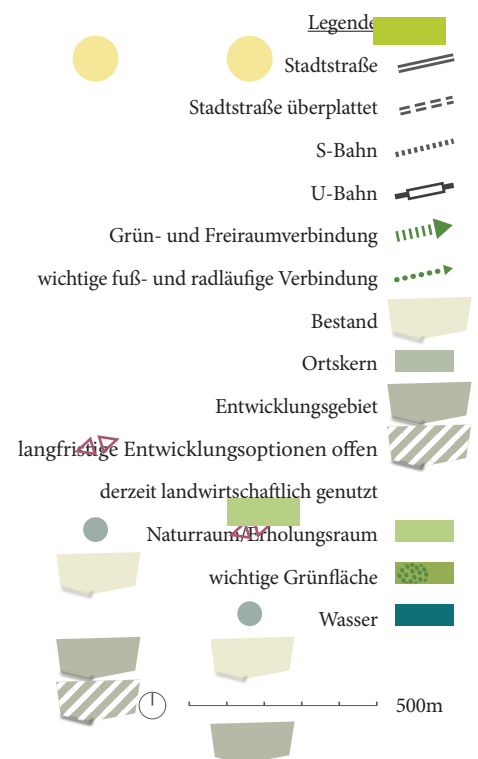 Legende
Stadtstraße
Stadtstraße überplattet
S-Bahn
U-Bahn
Grün- und Freiraumverbindung
wichtige fuß- und radläufige Verbindung
Bestand
Ortskern
Entwicklungsgebiet
langfristige Entwicklungsoptionen offen
derzeit landwirtschaftlich genutzt
Naturraum/Erholungsraum
wichtige Grünfläche
Wasser
500m